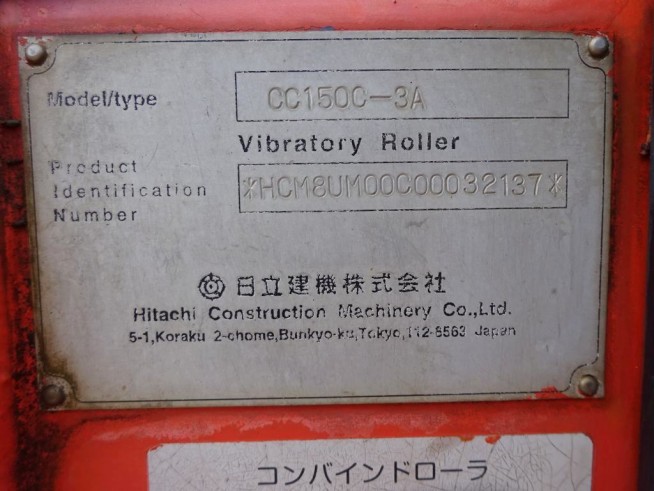 Model/type CC150C-3A
Vibratory Roller
Product
Identification
Number
*HCM8UM00C00032137*
日立建機株式会社
Hitachi Construction Machinery Co.,Ltd.
5-1,Koraku 2-chome,Bunkyo-ku,Tokyo,112-8563 Japan
コンバインドローラ